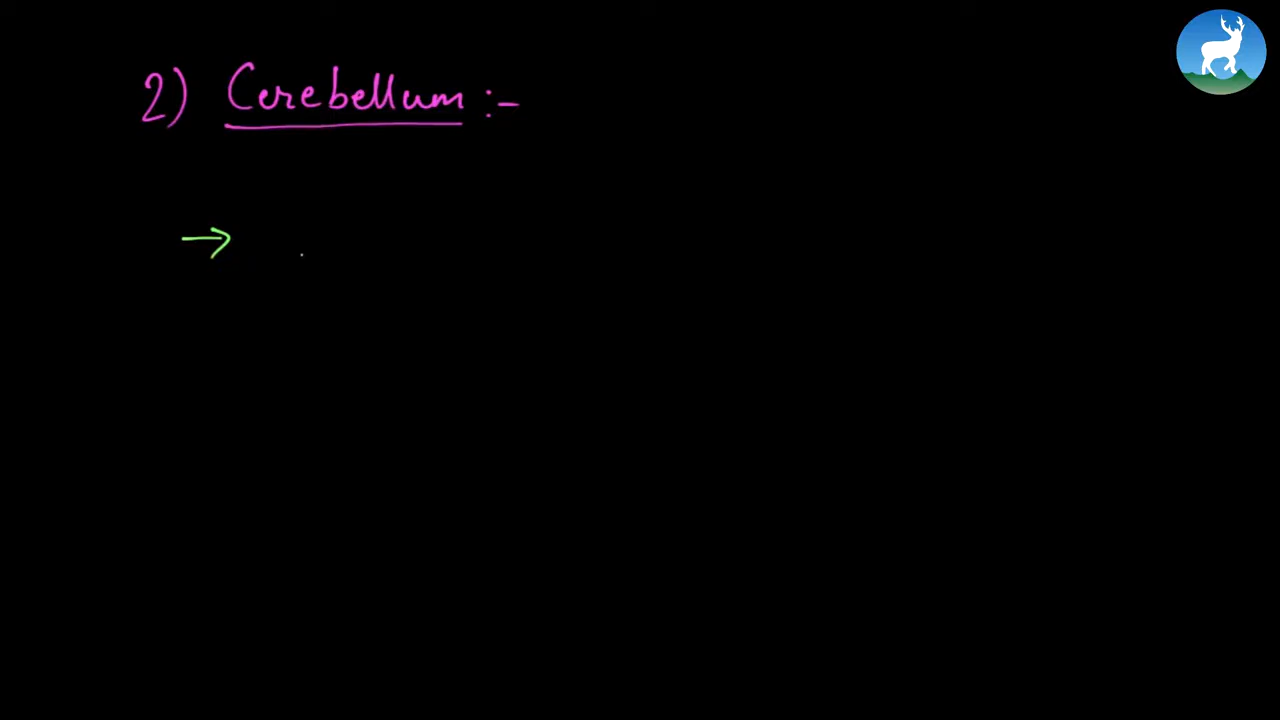 2) Cerebellum :-
→